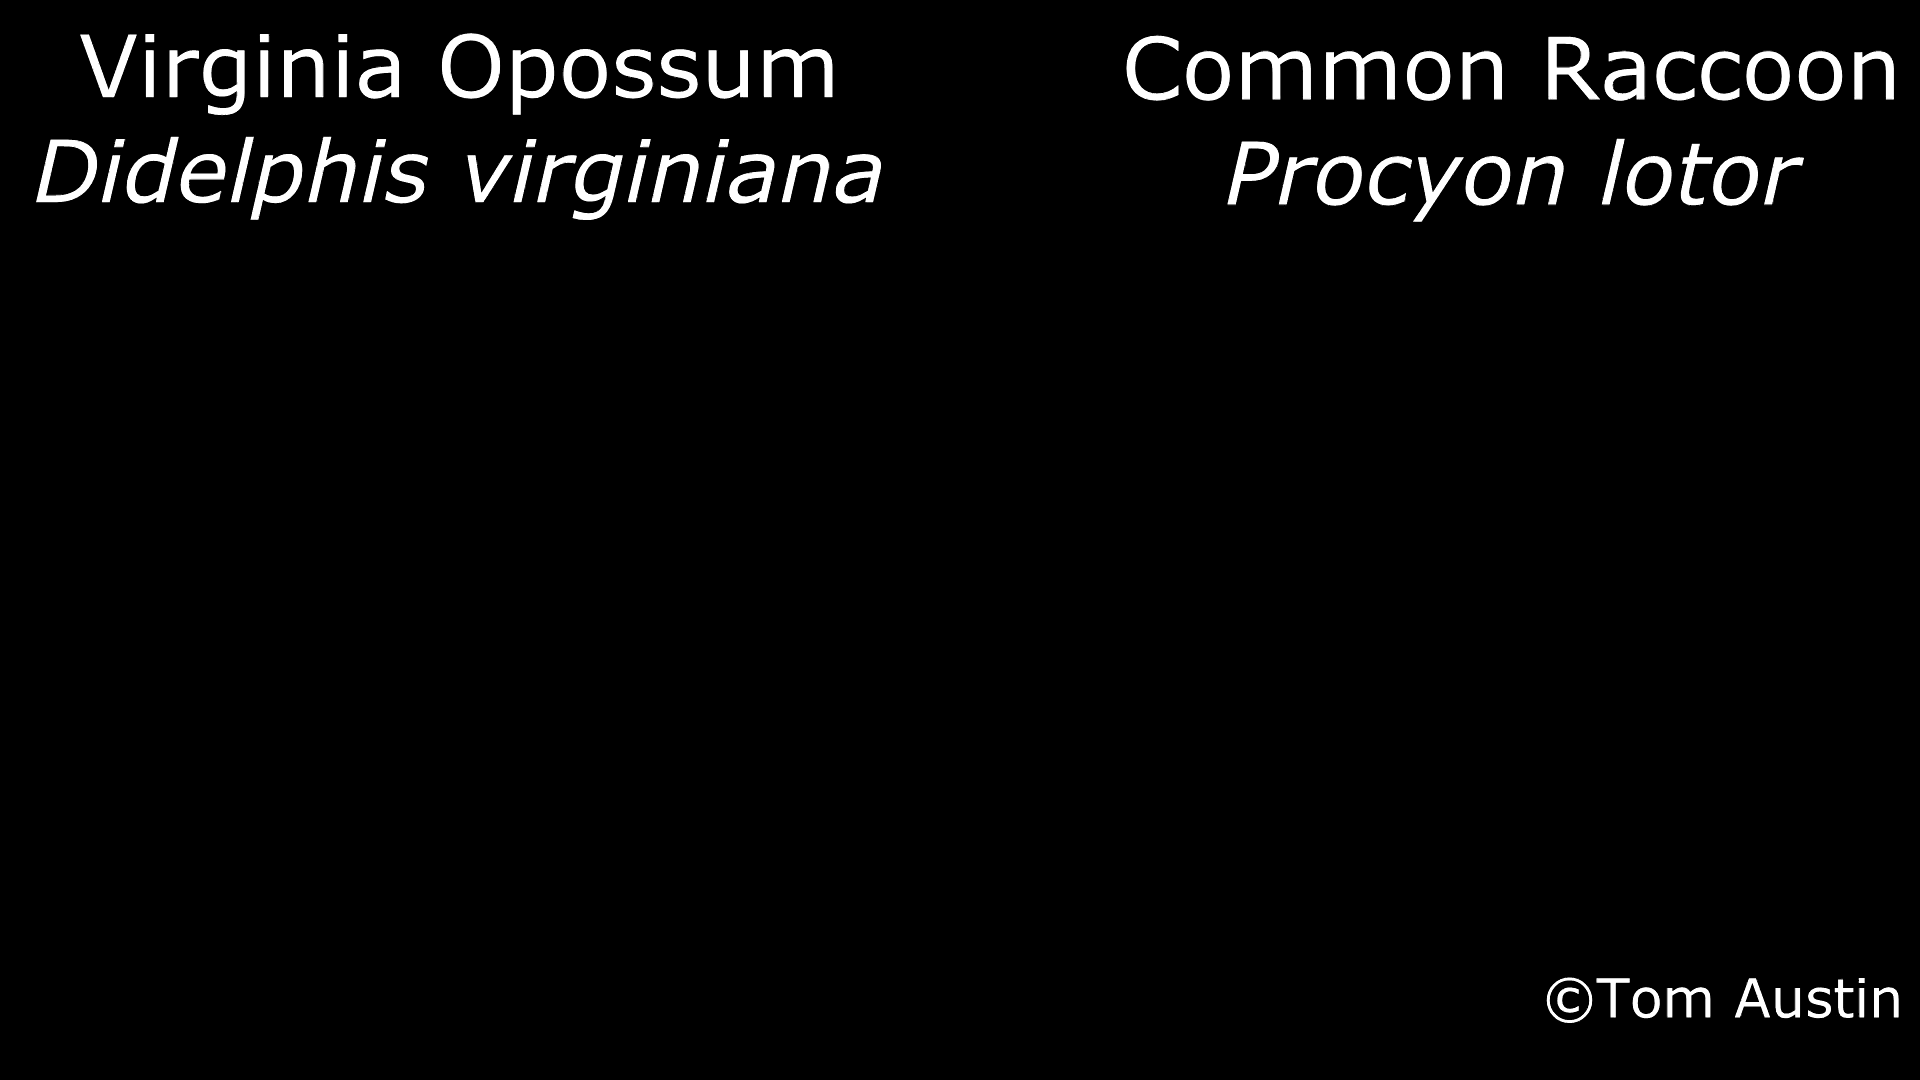 Virginia Opossum
Didelphis virginiana
Common Raccoon
Procyon lotor
©Tom Austin